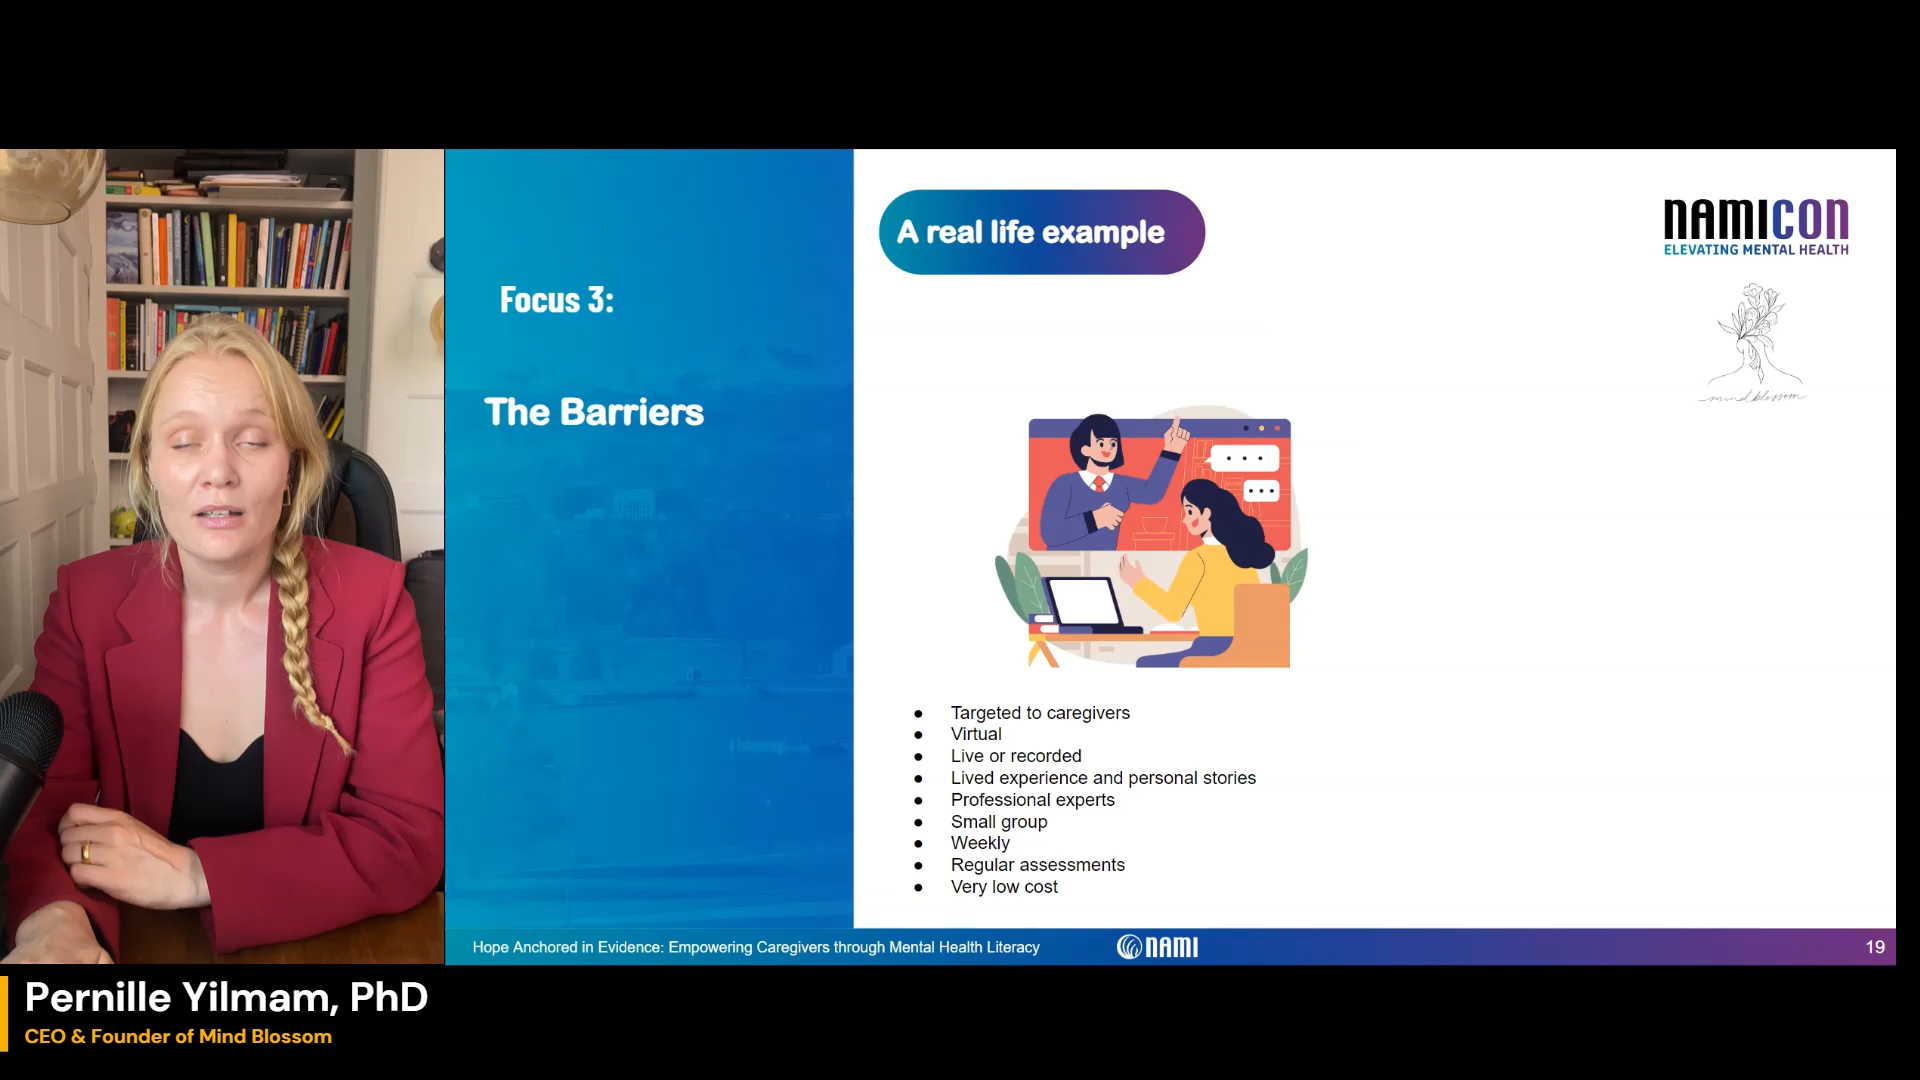 Focus 3:
The Barriers
A real life example
NAMICON
ELEVATING MENTAL HEALTH
mind blossom
● Targeted to caregivers
● Virtual
● Live or recorded
● Lived experience and personal stories
● Professional experts
● Small group
● Weekly
● Regular assessments
● Very low cost
Hope Anchored in Evidence: Empowering Caregivers through Mental Health Literacy
NAMI
19
Pernille Yilmam, PhD
CEO & Founder of Mind Blossom